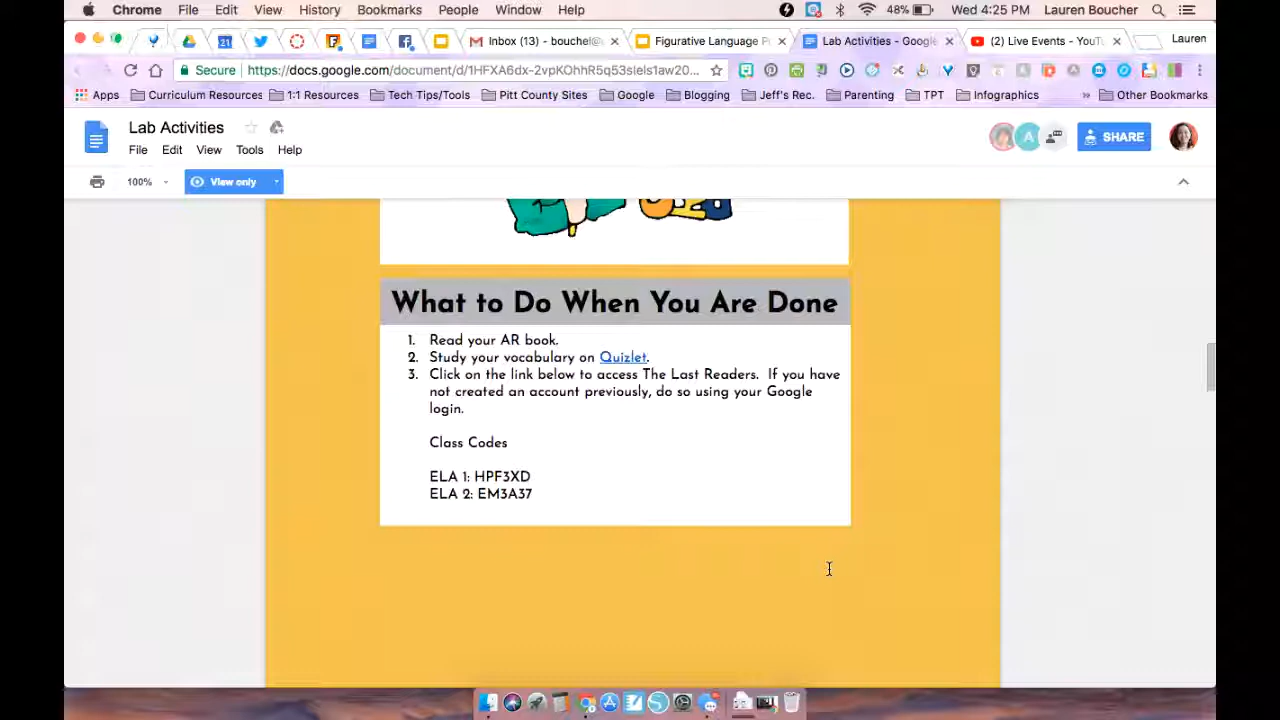 Chrome File Edit View History Bookmarks People Window Help 48% Wed 4:25 PM Lauren Boucher
21 Inbox (13) - bouchel@ Figurative Language P Lab Activities - Google (2) Live Events - YouT Lauren
Secure https://docs.google.com/document/d/1HFXA6dx-2vpKOhhR5q53slels1aw20...
Apps Curriculum Resources 1:1 Resources Tech Tips/Tools Pitt County Sites Google Blogging Jeff's Rec. Parenting TPT Infographics » Other Bookmarks
Lab Activities
File Edit View Tools Help
A SHARE
100% View only
What to Do When You Are Done
1. Read your AR book.
2. Study your vocabulary on Quizlet.
3. Click on the link below to access The Last Readers. If you have
not created an account previously, do so using your Google
login.
Class Codes
ELA 1: HPF3XD
ELA 2: EM3A37